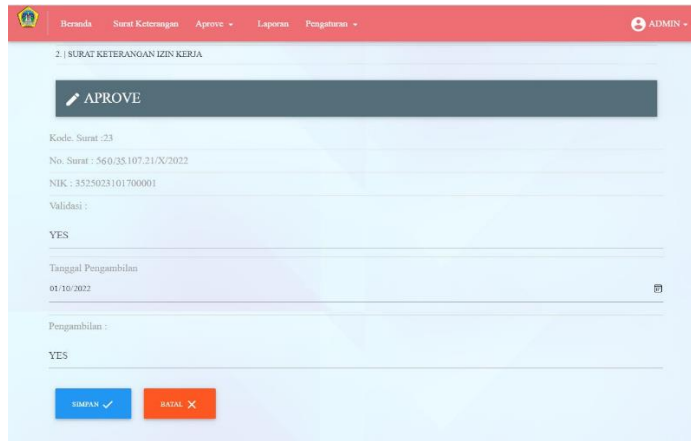 Beranda Surat Keterangan Aprove Laporan Pengaturan ADMIN
2. | SURAT KETERANGAN IZIN KERJA
APROVE
Kode. Surat :23
No. Surat : 560/35.107.21/X/2022
NIK : 3525023101700001
Validasi :
YES
Tanggal Pengambilan
01/10/2022
Pengambilan :
YES
SIMPAN BATAL